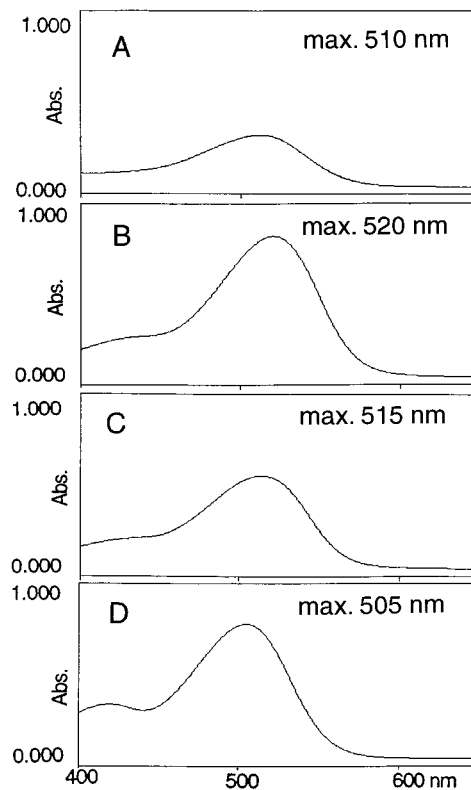 1.000
A
max. 510 nm
Abs.
0.000
1.000
B
max. 520 nm
Abs.
0.000
1.000
C
max. 515 nm
Abs.
0.000
1.000
D
max. 505 nm
Abs.
0.000
400 500 600 nm